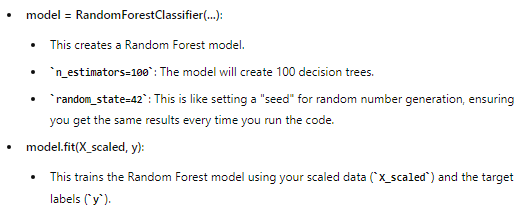 • model = RandomForestClassifier(...):
• This creates a Random Forest model.
• `n_estimators=100`: The model will create 100 decision trees.
• `random_state=42`: This is like setting a "seed" for random number generation, ensuring
you get the same results every time you run the code.
• model.fit(X_scaled, y):
• This trains the Random Forest model using your scaled data (`X_scaled`) and the target
labels (`y`).